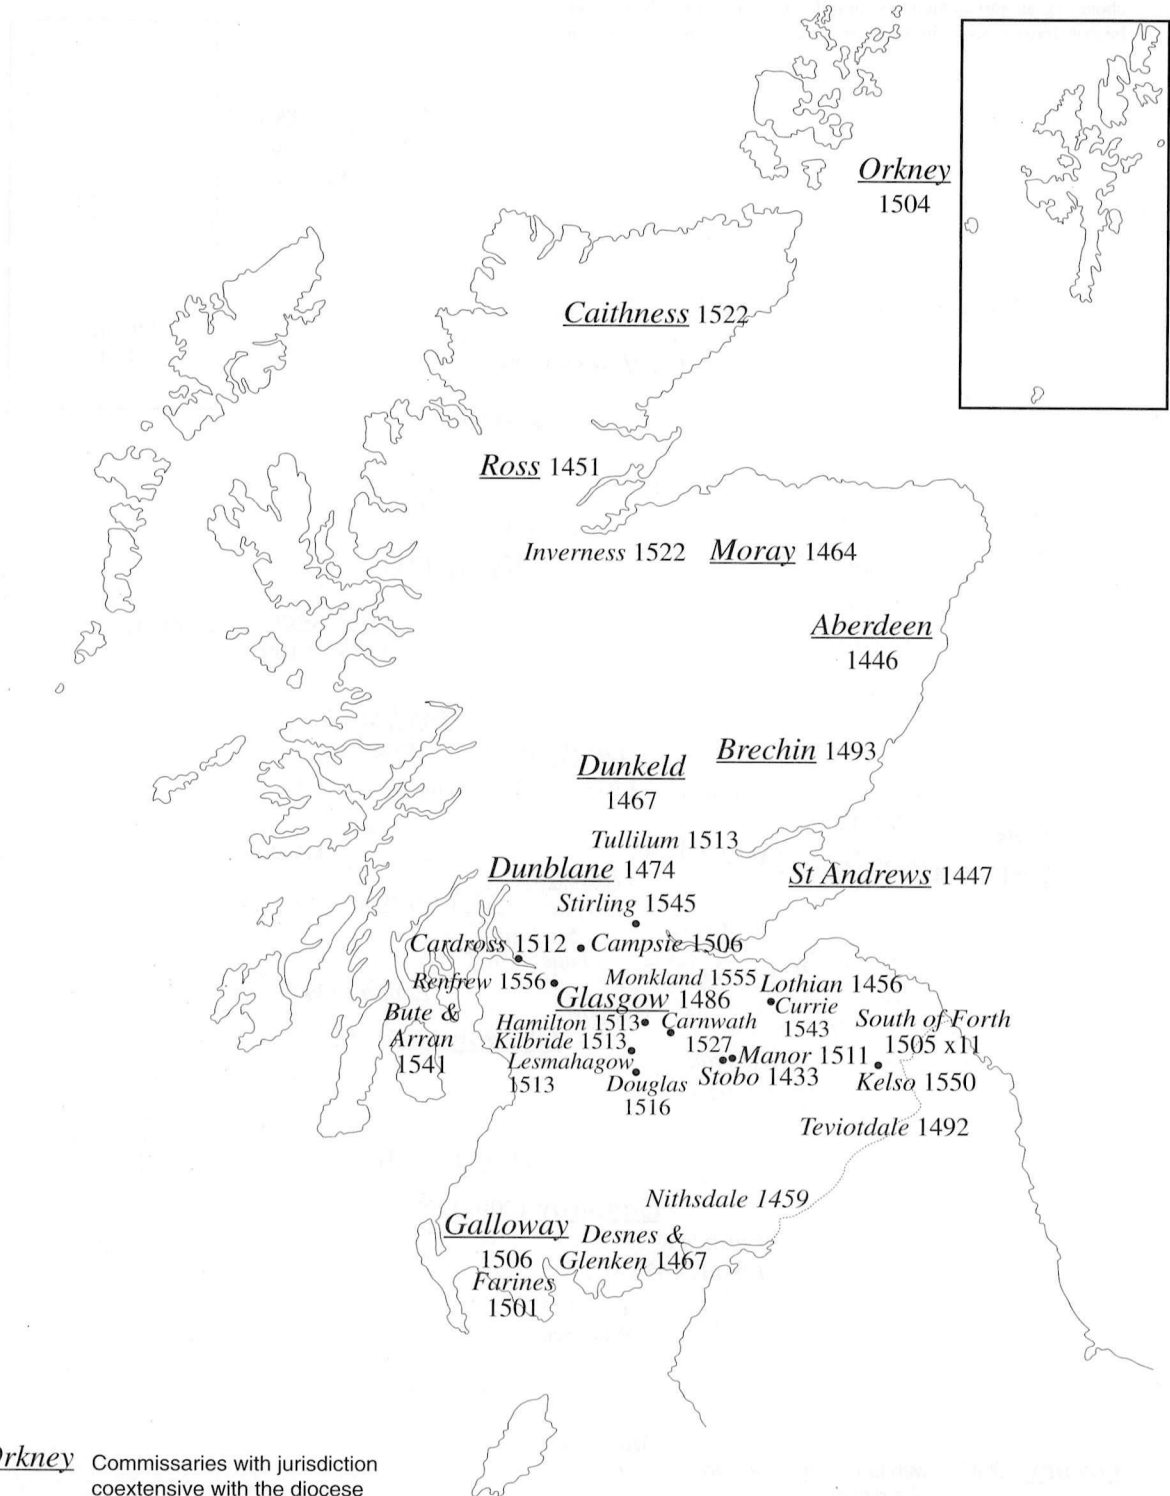 Orkney
1504
Caithness 1522
Ross 1451
Inverness 1522 Moray 1464
Aberdeen
1446
Brechin 1493
Dunkeld
1467
Tullilum 1513
Dunblane 1474
St Andrews 1447
Stirling 1545
Cardross 1512
Campsie 1506
Renfrew 1556
Monkland 1555
Lothian 1456
Glasgow 1486
Currie
1543
South of Forth
1505 x11
Bute &
Arran
1541
Hamilton 1513
Carnwath
1527
Kilbride 1513
Lesmahagow
1513
Douglas
1516
Manor 1511
Stobo 1433
Kelso 1550
Teviotdale 1492
Nithsdale 1459
Galloway
1506
Desnes &
Glenken 1467
Farines
1501
Orkney Commissaries with jurisdiction
coextensive with the diocese